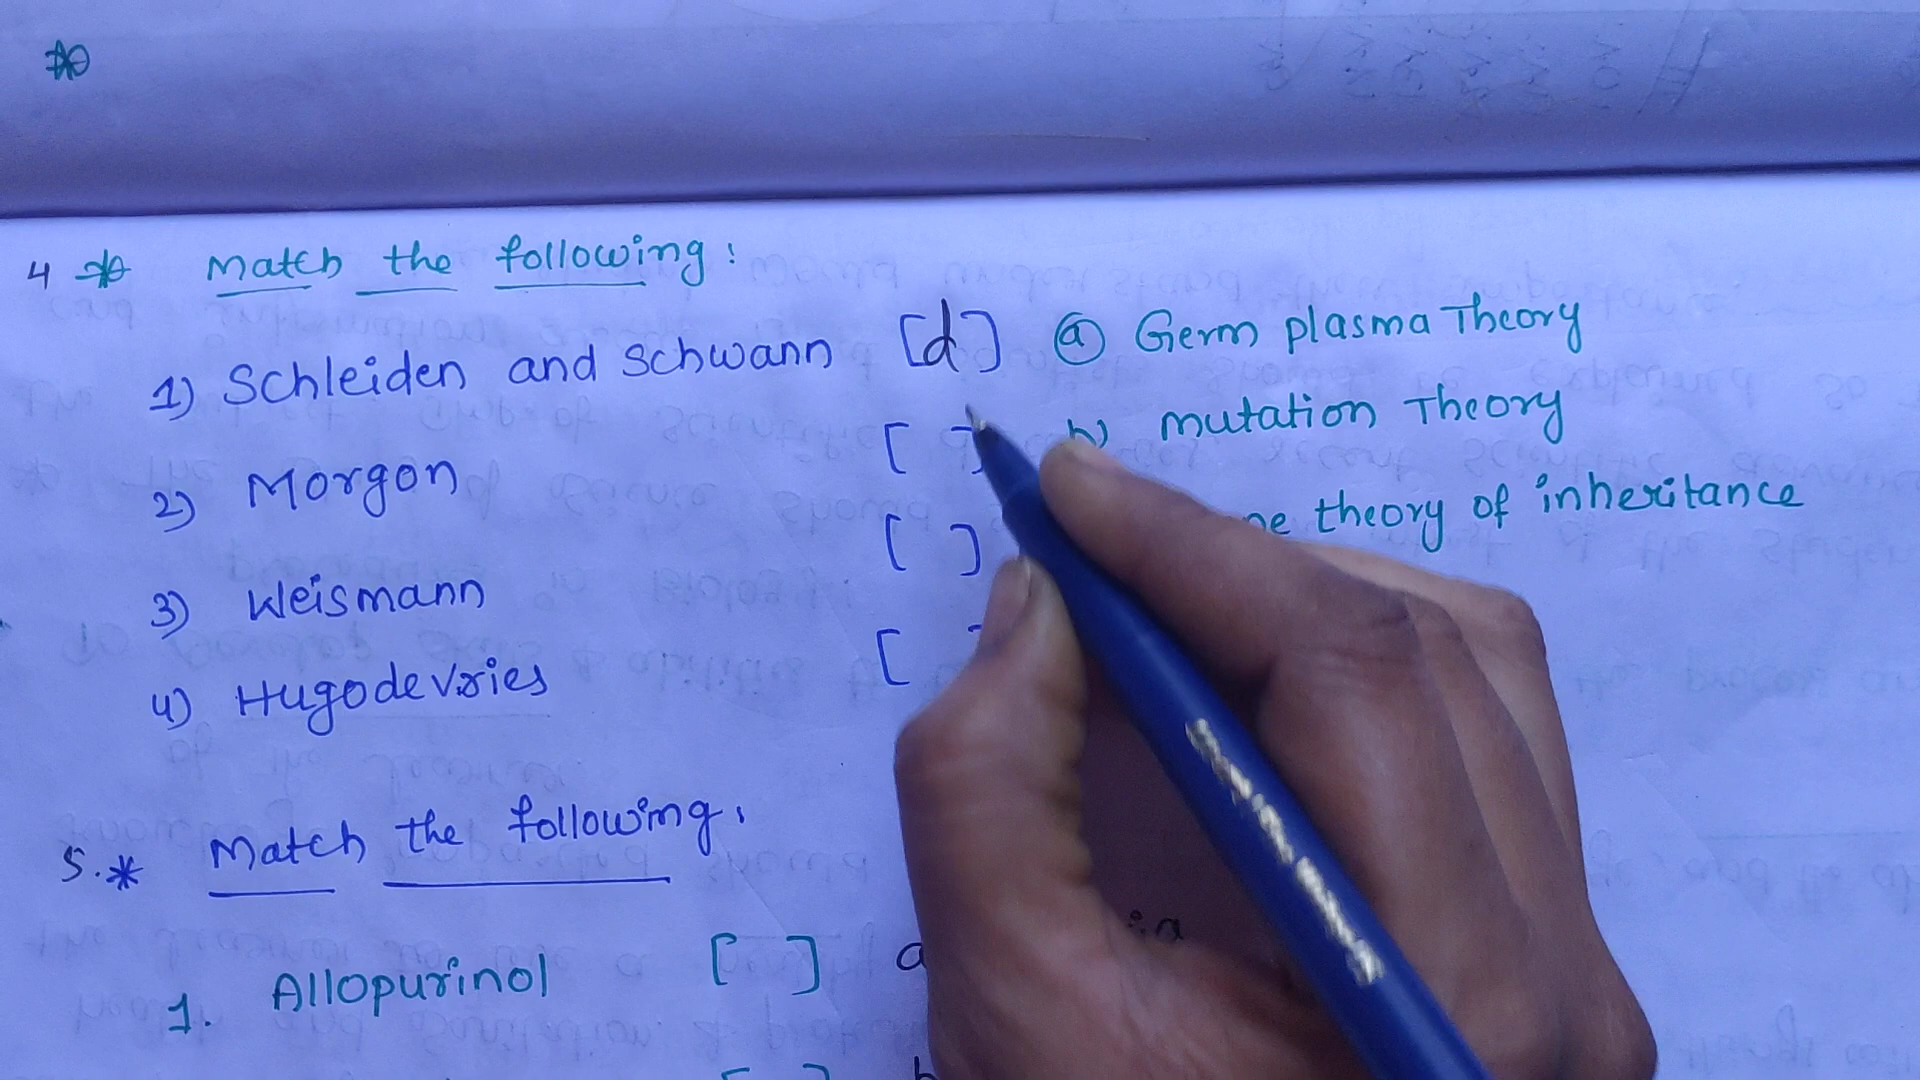 4 * Match the following :
1) Schleiden and Schwann [d] a) Germ plasma Theory
2) Morgon [ ] b) mutation Theory
3) Weismann [ ] theory of inheritance
4) Hugodevries [
5.* Match the following,
1. Allopurinol [ ] a
[ ] b